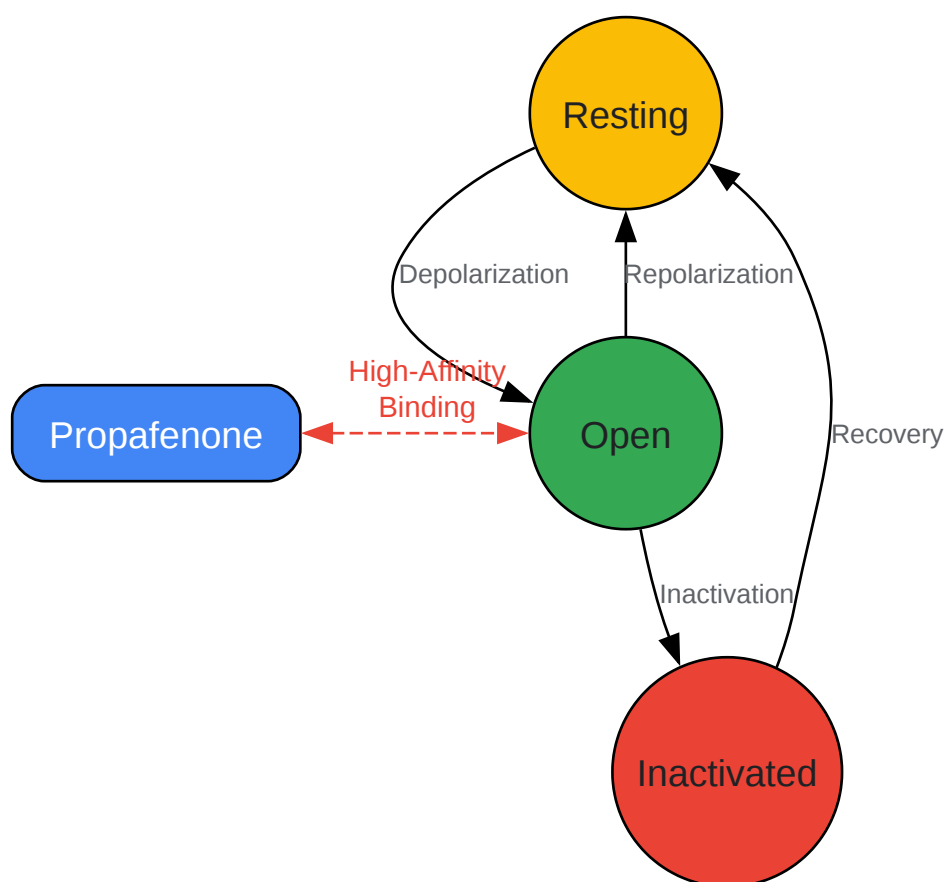 Resting
Depolarization
Repolarization
High-Affinity
Binding
Propafenone
Open
Recovery
Inactivation
Inactivated